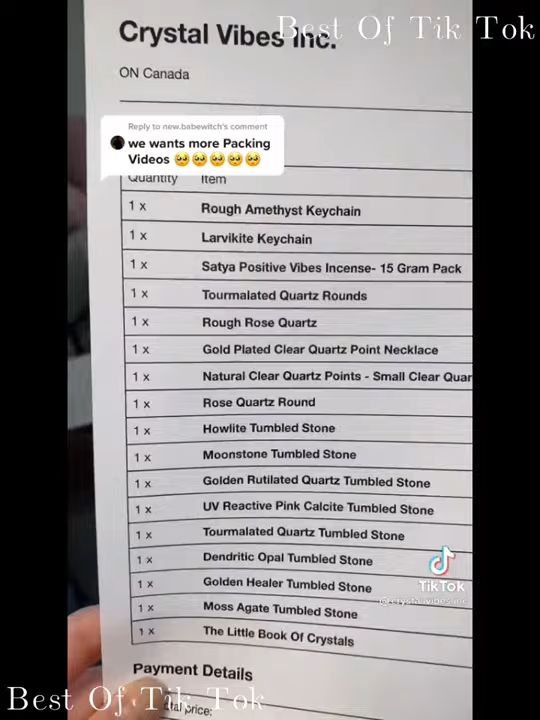 Best Of Tik Tok
Crystal Vibes Inc.
ON Canada
Reply to new.babewitch's comment
we wants more Packing
Videos 🥺🥺🥺🥺🥺
Quantity Item
1 x Rough Amethyst Keychain
1 x Larvikite Keychain
1 x Satya Positive Vibes Incense- 15 Gram Pack
1 x Tourmalated Quartz Rounds
1 x Rough Rose Quartz
1 x Gold Plated Clear Quartz Point Necklace
1 x Natural Clear Quartz Points - Small Clear Quar
1 x Rose Quartz Round
1 x Howlite Tumbled Stone
1 x Moonstone Tumbled Stone
1 x Golden Rutilated Quartz Tumbled Stone
1 x UV Reactive Pink Calcite Tumbled Stone
1 x Tourmalated Quartz Tumbled Stone
1 x Dendritic Opal Tumbled Stone
1 x Golden Healer Tumbled Stone
1 x Moss Agate Tumbled Stone
1 x The Little Book Of Crystals
TikTok
@crystalvibesinc
Payment Details
price:
Best Of Tik Tok